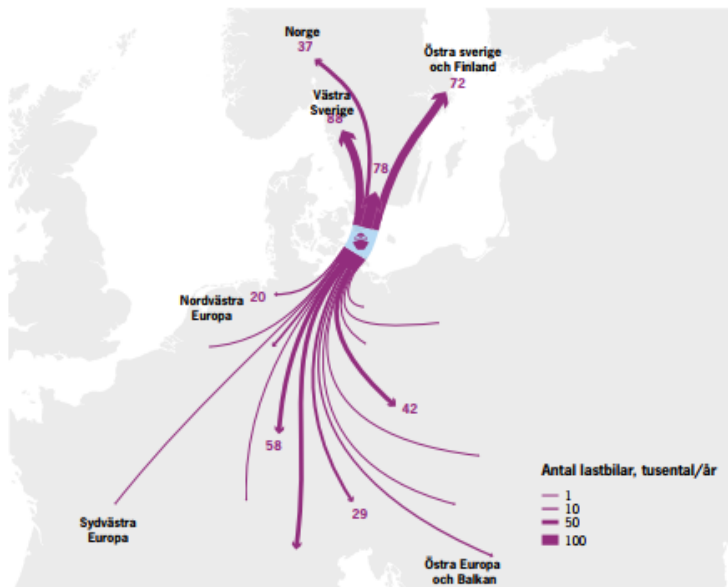 Norge
37
Östra sverige
och Finland
72
Västra
Sverige
88
78
Nordvästra
Europa
20
42
58
29
Sydvästra
Europa
Östra Europa
och Balkan
Antal lastbilar, tusental/år
1
10
50
100